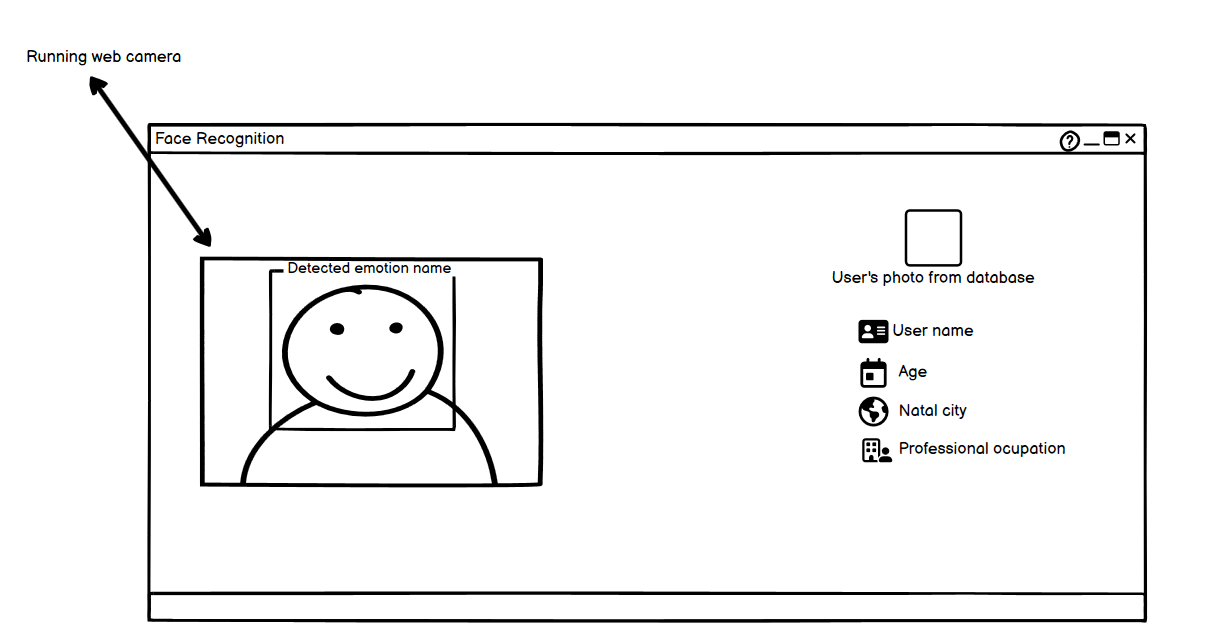 Running web camera
Face Recognition
?
Detected emotion name
User's photo from database
User name
Age
Natal city
Professional ocupation